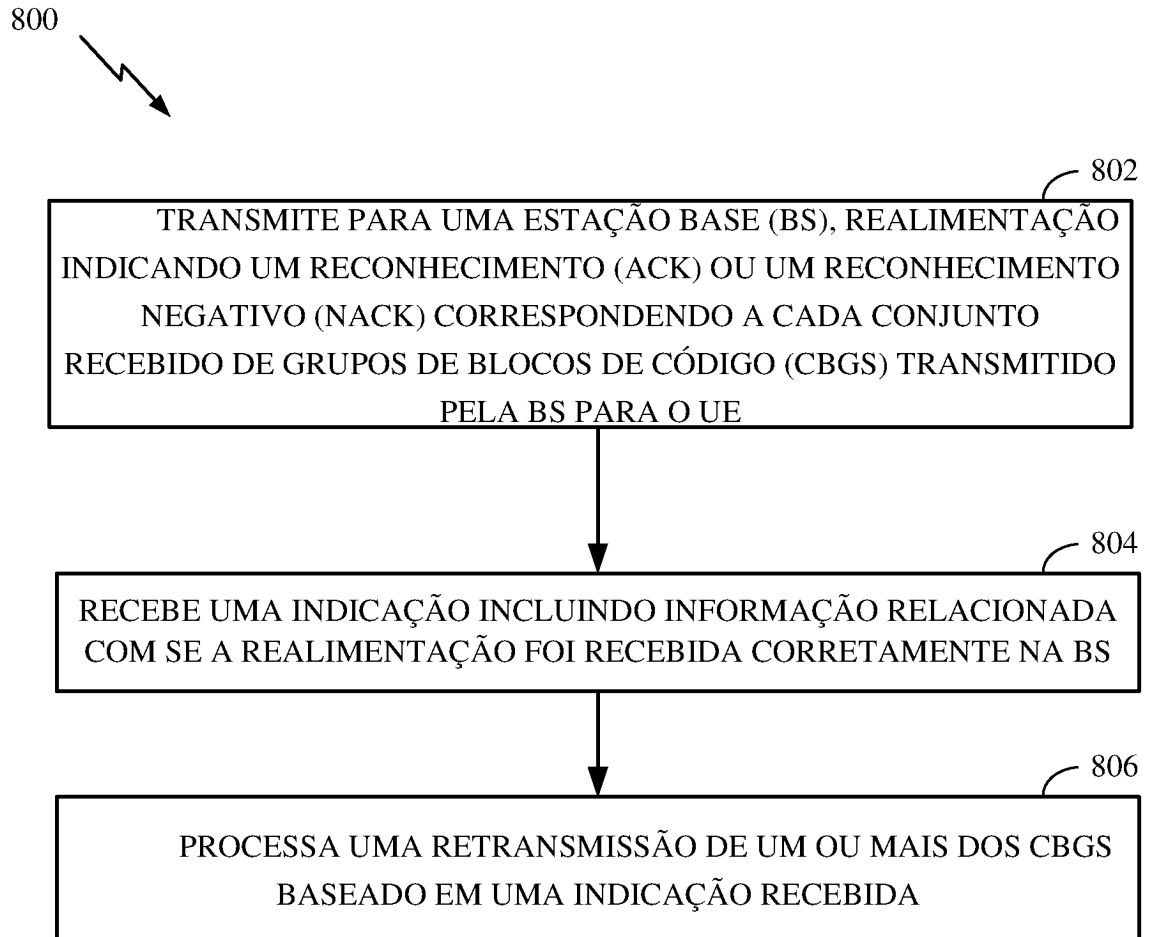 800
802
TRANSMITE PARA UMA ESTAÇÃO BASE (BS), REALIMENTAÇÃO
INDICANDO UM RECONHECIMENTO (ACK) OU UM RECONHECIMENTO
NEGATIVO (NACK) CORRESPONDENDO A CADA CONJUNTO
RECEBIDO DE GRUPOS DE BLOCOS DE CÓDIGO (CBGS) TRANSMITIDO
PELA BS PARA O UE
804
RECEBE UMA INDICAÇÃO INCLUINDO INFORMAÇÃO RELACIONADA
COM SE A REALIMENTAÇÃO FOI RECEBIDA CORRETAMENTE NA BS
806
PROCESSA UMA RETRANSMISSÃO DE UM OU MAIS DOS CBGS
BASEADO EM UMA INDICAÇÃO RECEBIDA